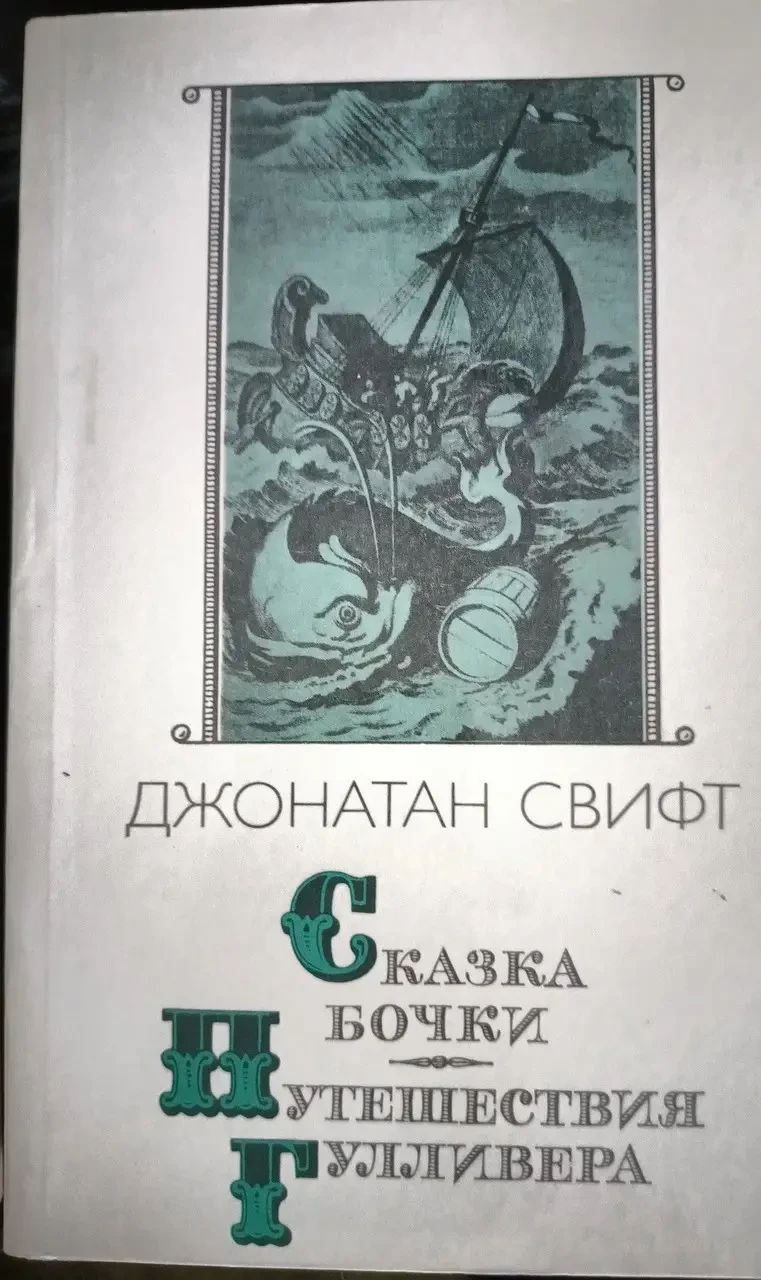 ДЖОНАТАН СВИФТ
СКАЗКА
БОЧКИ
ПУТЕШЕСТВИЯ
ГУЛЛИВЕРА